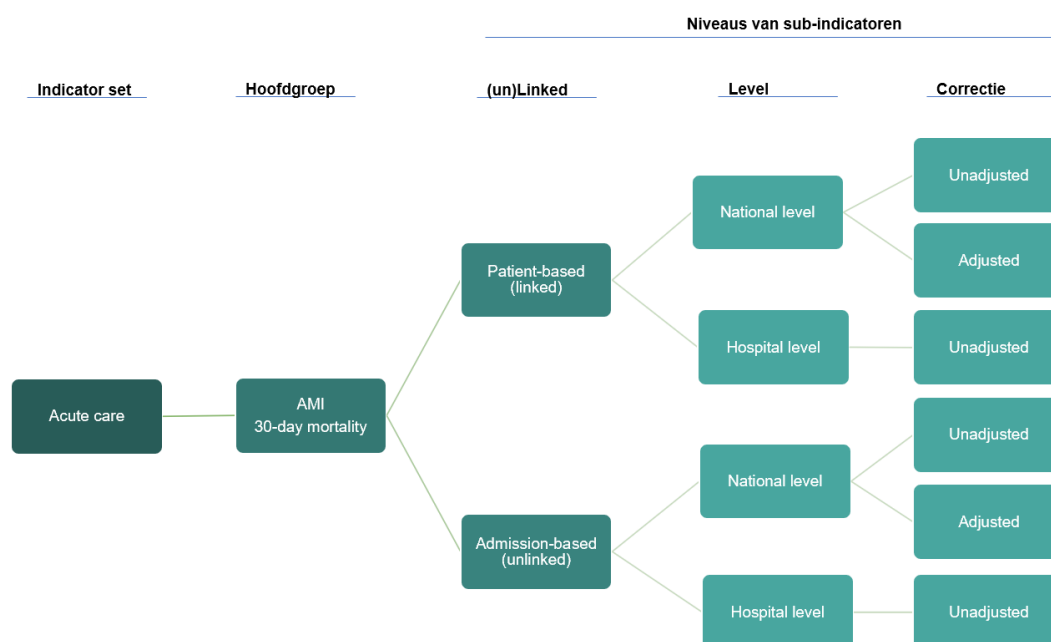 Niveaus van sub-indicatoren
Indicator set
Hoofdgroep
(un)Linked
Level
Correctie
Acute care
AMI
30-day mortality
Patient-based
(linked)
National level
Unadjusted
Adjusted
Hospital level
Unadjusted
Admission-based
(unlinked)
National level
Unadjusted
Adjusted
Hospital level
Unadjusted